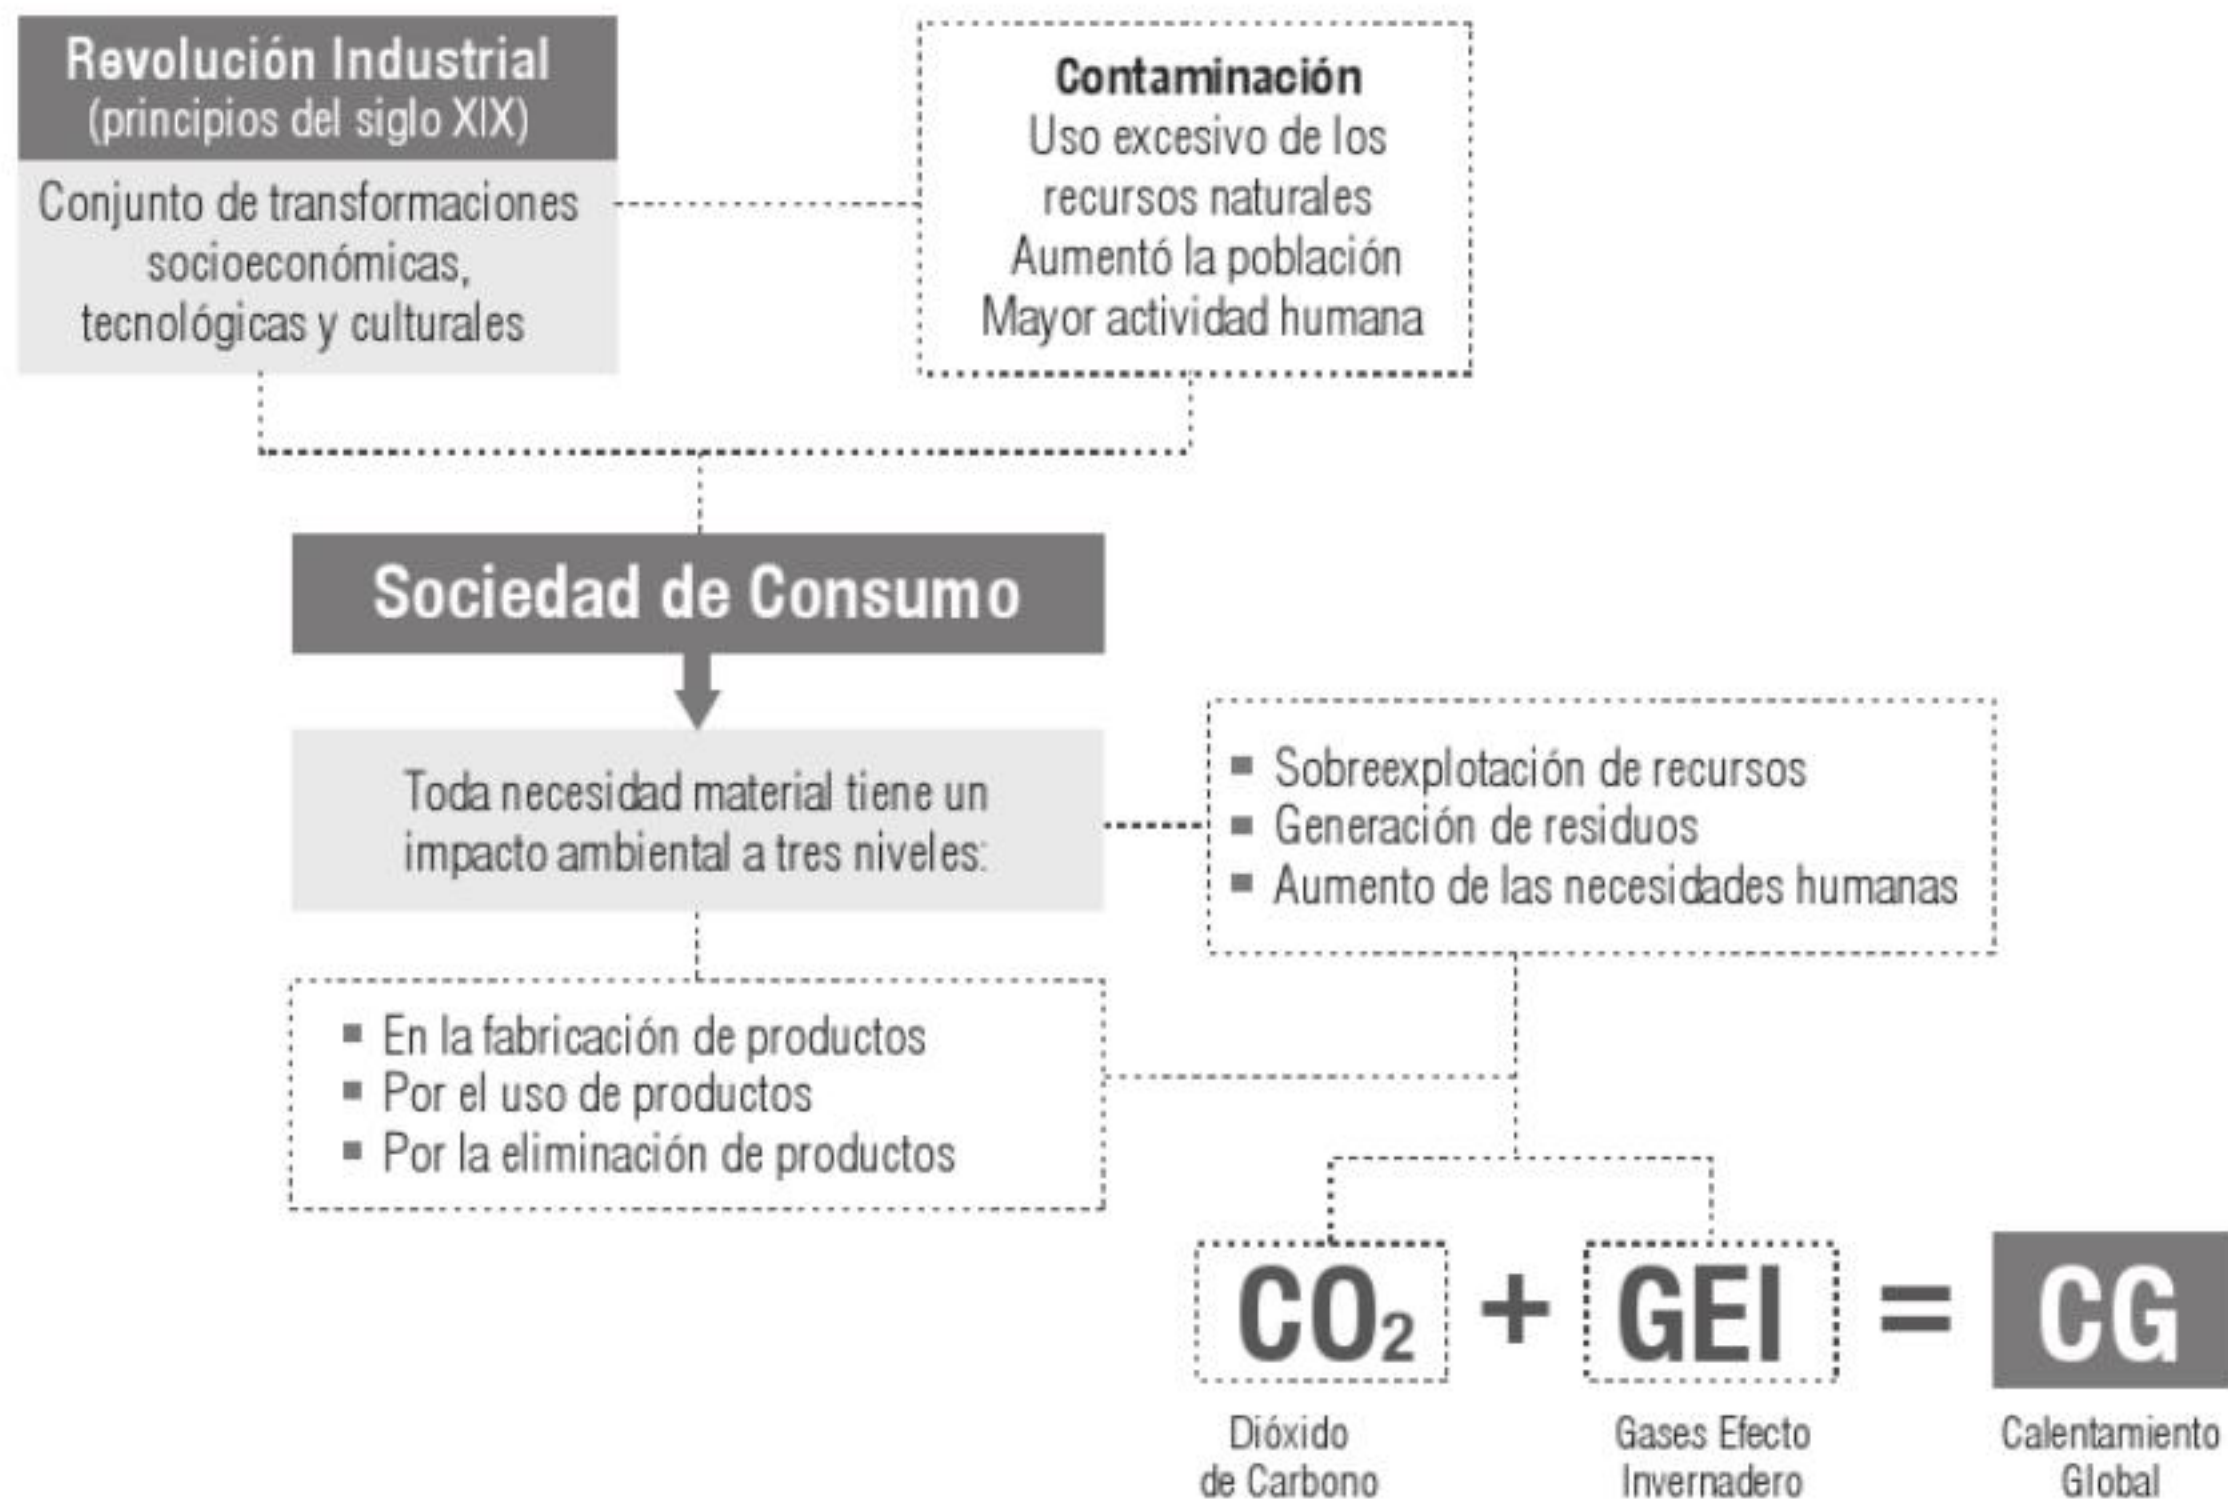 Revolución Industrial
(principios del siglo XIX)
Conjunto de transformaciones
socioeconómicas,
tecnológicas y culturales
Contaminación
Uso excesivo de los
recursos naturales
Aumentó la población
Mayor actividad humana
Sociedad de Consumo
Toda necesidad material tiene un
impacto ambiental a tres niveles:
▪ Sobreexplotación de recursos
▪ Generación de residuos
▪ Aumento de las necesidades humanas
▪ En la fabricación de productos
▪ Por el uso de productos
▪ Por la eliminación de productos
CO₂ + GEI = CG
Dióxido
de Carbono
Gases Efecto
Invernadero
Calentamiento
Global